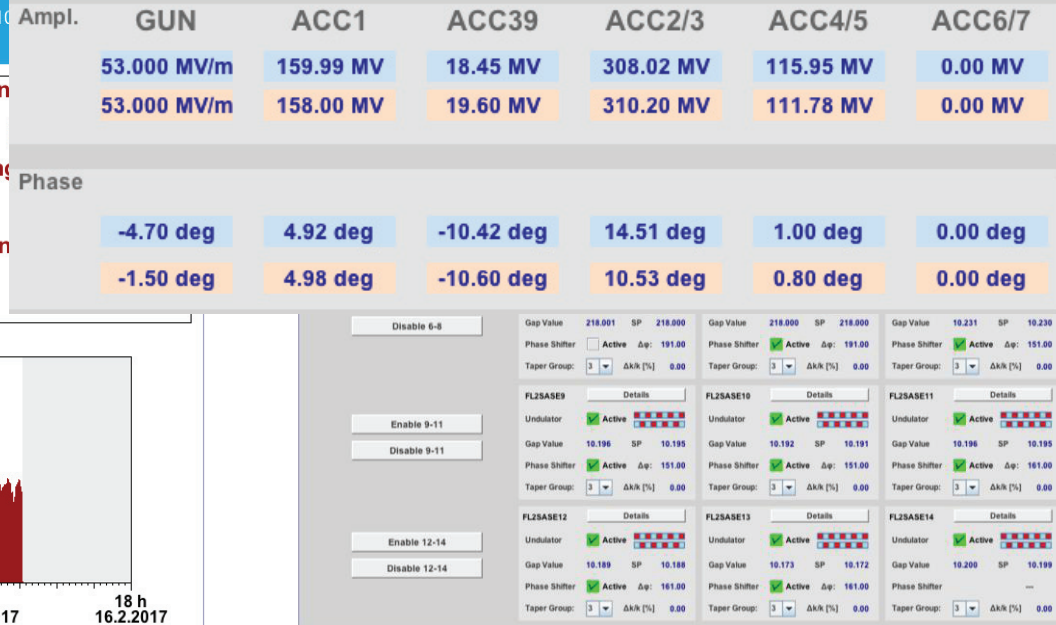 Ampl. GUN ACC1 ACC39 ACC2/3 ACC4/5 ACC6/7
53.000 MV/m 159.99 MV 18.45 MV 308.02 MV 115.95 MV 0.00 MV
53.000 MV/m 158.00 MV 19.60 MV 310.20 MV 111.78 MV 0.00 MV
Phase
-4.70 deg 4.92 deg -10.42 deg 14.51 deg 1.00 deg 0.00 deg
-1.50 deg 4.98 deg -10.60 deg 10.53 deg 0.80 deg 0.00 deg
Disable 6-8 Gap Value 218.001 SP 218.000 Gap Value 218.000 SP 218.000 Gap Value 10.231 SP 10.230
Phase Shifter Active Δφ: 191.00 Phase Shifter Active Δφ: 191.00 Phase Shifter Active Δφ: 151.00
Taper Group: 3 Δk/k [%] 0.00 Taper Group: 3 Δk/k [%] 0.00 Taper Group: 3 Δk/k [%] 0.00
FL2SASE9 Details FL2SASE10 Details FL2SASE11 Details
Enable 9-11 Undulator Active Undulator Active Undulator Active
Disable 9-11 Gap Value 10.196 SP 10.195 Gap Value 10.192 SP 10.191 Gap Value 10.196 SP 10.195
Phase Shifter Active Δφ: 151.00 Phase Shifter Active Δφ: 151.00 Phase Shifter Active Δφ: 161.00
Taper Group: 3 Δk/k [%] 0.00 Taper Group: 3 Δk/k [%] 0.00 Taper Group: 3 Δk/k [%] 0.00
FL2SASE12 Details FL2SASE13 Details FL2SASE14 Details
Enable 12-14 Undulator Active Undulator Active Undulator Active
Disable 12-14 Gap Value 10.189 SP 10.188 Gap Value 10.173 SP 10.172 Gap Value 10.200 SP 10.199
Phase Shifter Active Δφ: 161.00 Phase Shifter Active Δφ: 161.00 Phase Shifter ---
Taper Group: 3 Δk/k [%] 0.00 Taper Group: 3 Δk/k [%] 0.00 Taper Group: 3 Δk/k [%] 0.00
18 h
17 16.2.2017